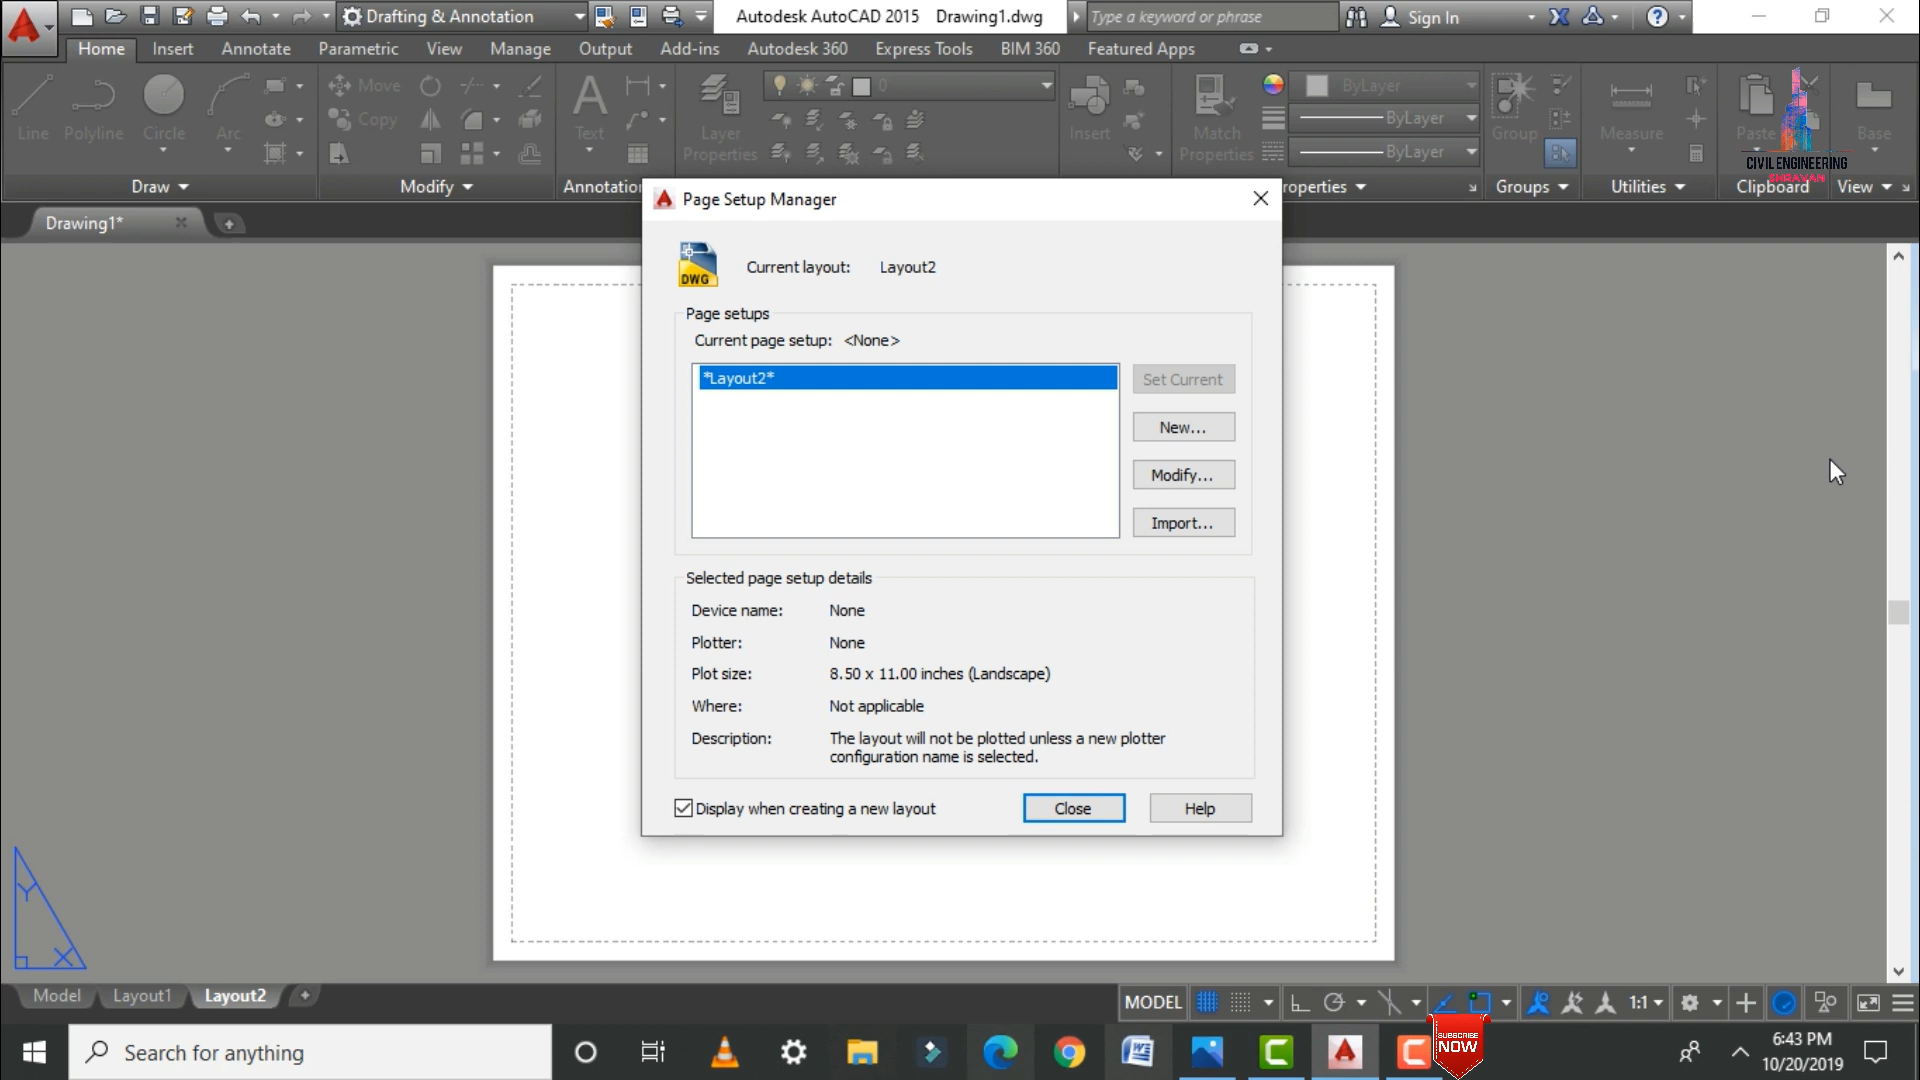 Drafting & Annotation
Autodesk AutoCAD 2015 Drawing1.dwg
Type a keyword or phrase
Sign In
Home Insert Annotate Parametric View Manage Output Add-ins Autodesk 360 Express Tools BIM 360 Featured Apps
Line
Polyline
Circle
Arc
Move
Copy
Text
Layer
Properties
0
Insert
Match
Properties
ByLayer
ByLayer
ByLayer
Group
Measure
Paste
Base
CIVIL ENGINEERING
SHRAVAN
Draw Modify Annotation roperties Groups Utilities Clipboard View
Drawing1*
Page Setup Manager
DWG
Current layout: Layout2
Page setups
Current page setup: <None>
*Layout2*
Set Current
New...
Modify...
Import...
Selected page setup details
Device name: None
Plotter: None
Plot size: 8.50 x 11.00 inches (Landscape)
Where: Not applicable
Description: The layout will not be plotted unless a new plotter
configuration name is selected.
Display when creating a new layout
Close
Help
Y
X
Model Layout1 Layout2
MODEL
1:1
SUBSCRIBE
NOW
Search for anything
6:43 PM
10/20/2019